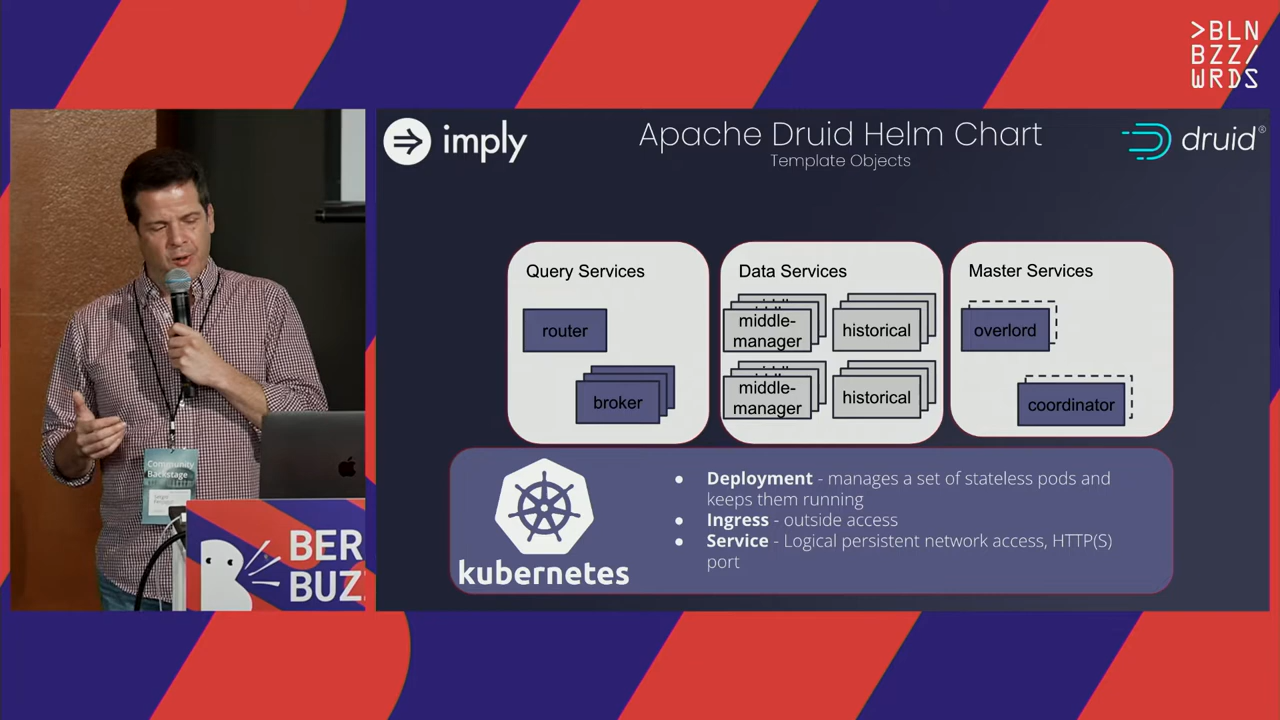 >BLN
BZZ/
WRDS
imply
Apache Druid Helm Chart
Template Objects
druid®
Query Services
router
broker
Data Services
middle-
manager
historical
middle-
manager
historical
Master Services
overlord
coordinator
kubernetes
● Deployment - manages a set of stateless pods and
keeps them running
● Ingress - outside access
● Service - Logical persistent network access, HTTP(S)
port
Community
Backstage
BER
BUZ